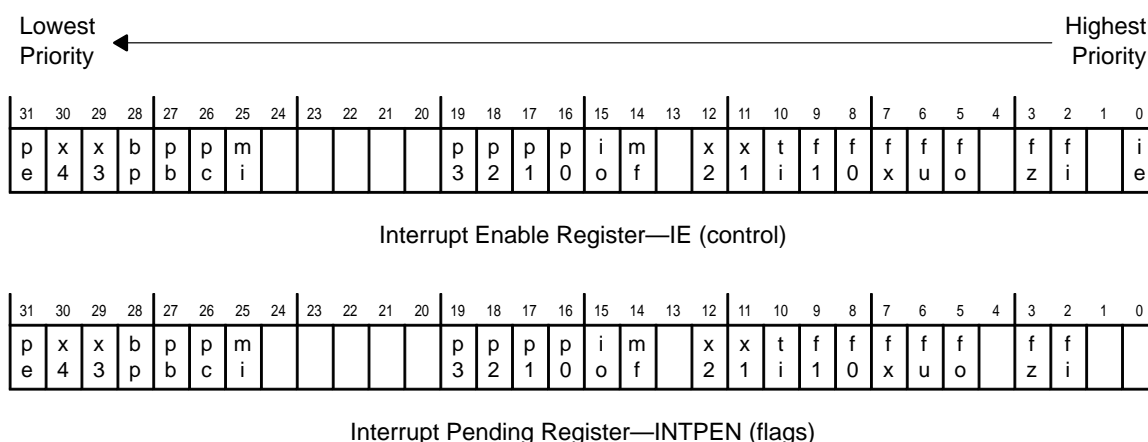 Lowest Priority
Highest Priority
31 30 29 28 27 26 25 24 23 22 21 20 19 18 17 16 15 14 13 12 11 10 9 8 7 6 5 4 3 2 1 0
p x x b p p m p p p p i m x x t f f f f f f f i
e 4 3 p b c i 3 2 1 0 o f 2 1 i 1 0 x u o z i e
Interrupt Enable Register—IE (control)
31 30 29 28 27 26 25 24 23 22 21 20 19 18 17 16 15 14 13 12 11 10 9 8 7 6 5 4 3 2 1 0
p x x b p p m p p p p i m x x t f f f f f f f
e 4 3 p b c i 3 2 1 0 o f 2 1 i 1 0 x u o z i
Interrupt Pending Register—INTPEN (flags)